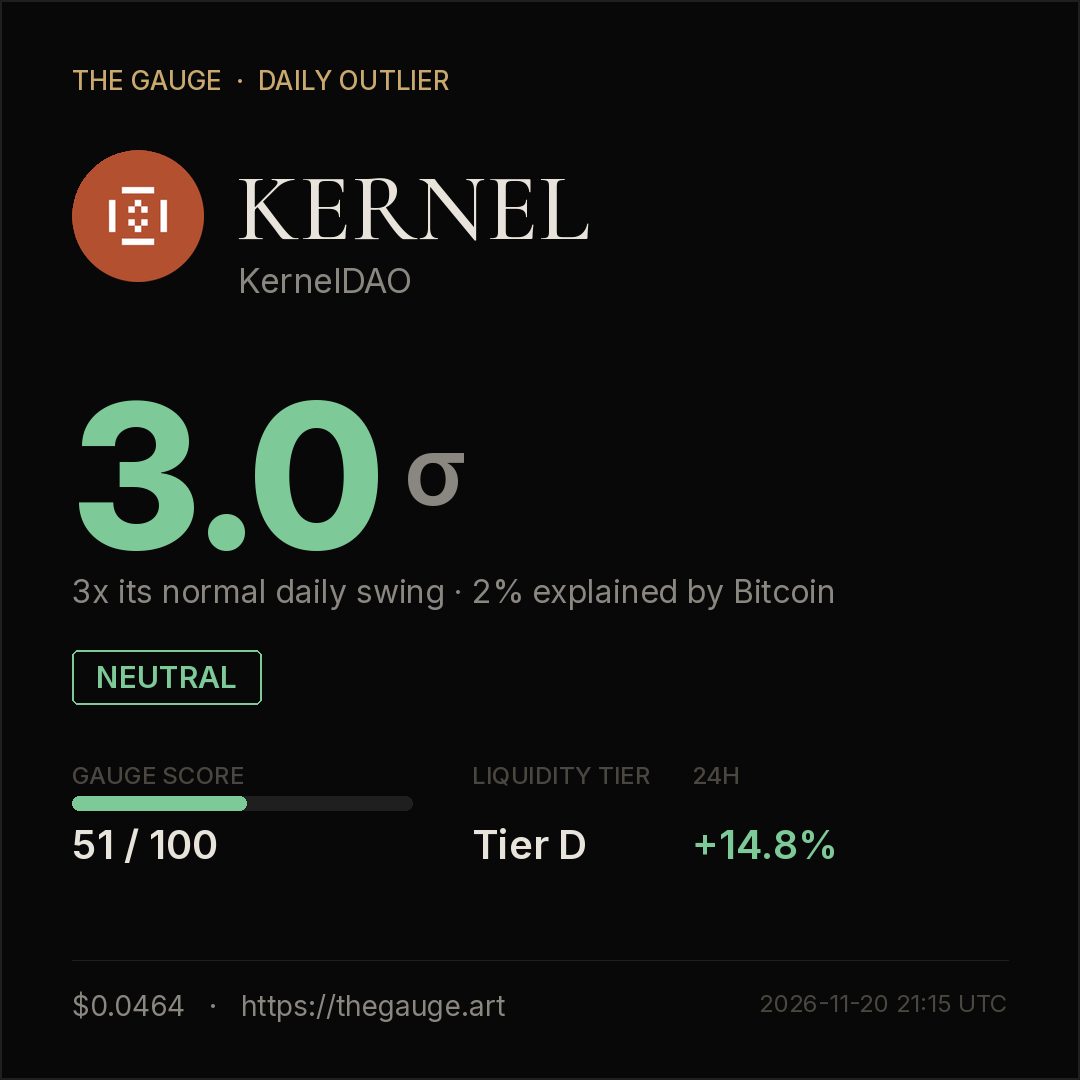 THE GAUGE · DAILY OUTLIER
KERNEL
KernelDAO
3.0 σ
3x its normal daily swing · 2% explained by Bitcoin
NEUTRAL
GAUGE SCORE LIQUIDITY TIER 24H
51 / 100 Tier D +14.8%
$0.0464 · https://thegauge.art 2026-11-20 21:15 UTC